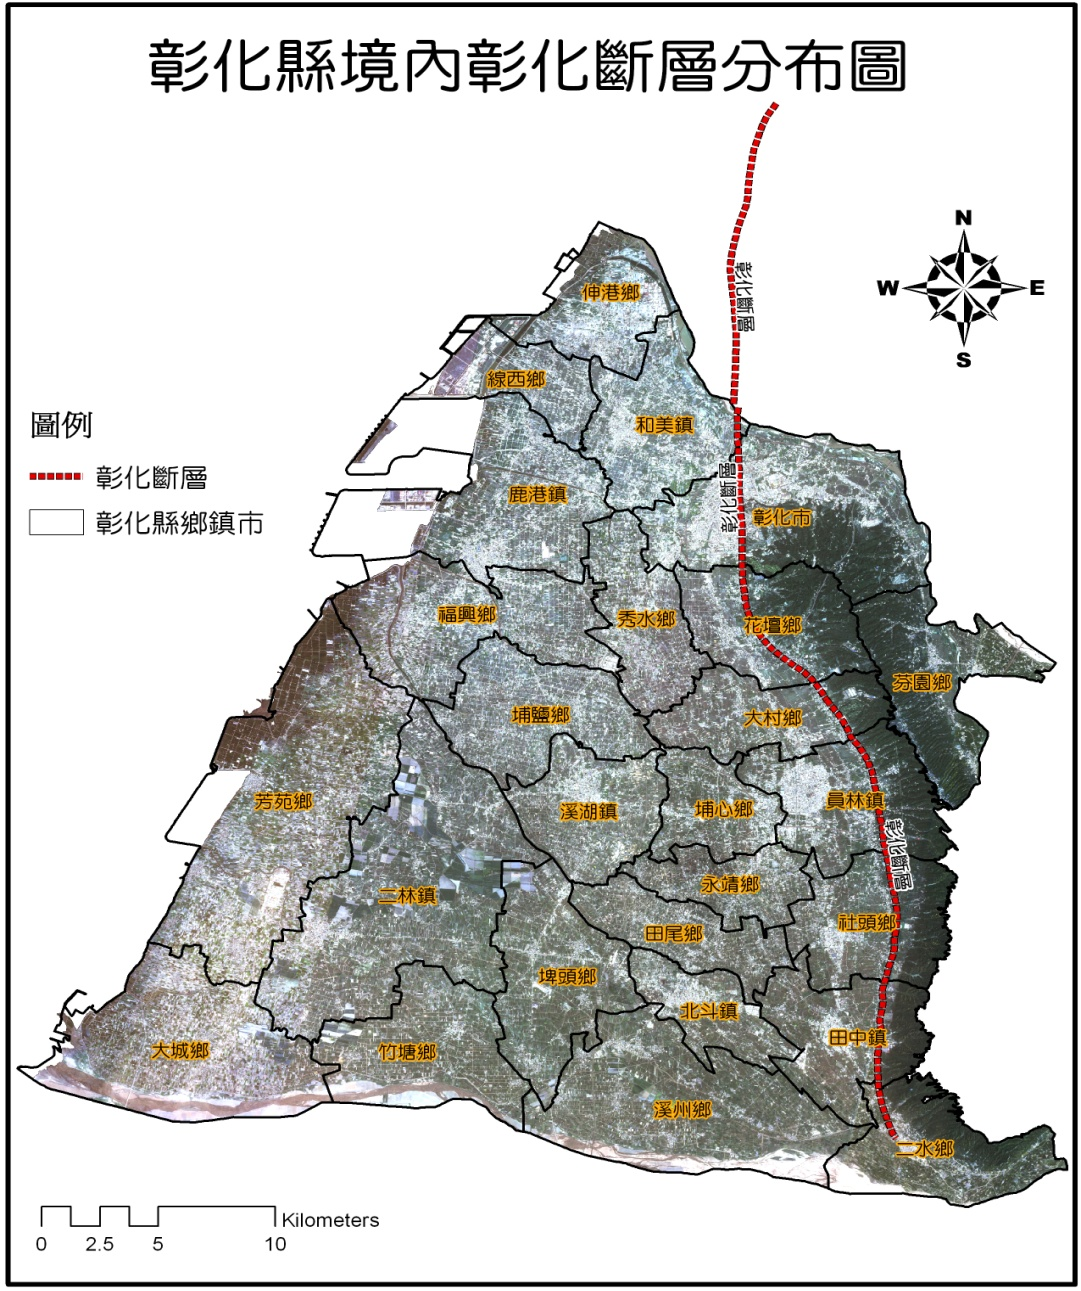 彰化縣境內彰化斷層分布圖
N
W
E
S
彰化斷層
伸港鄉
線西鄉
和美鎮
圖例
彰化斷層
彰化縣鄉鎮市
彰化斷層
鹿港鎮
彰化市
福興鄉
秀水鄉
花壇鄉
芬園鄉
埔鹽鄉
大村鄉
芳苑鄉
溪湖鎮
埔心鄉
員林鎮
彰化斷層
永靖鄉
二林鎮
社頭鄉
田尾鄉
埤頭鄉
北斗鎮
田中鎮
大城鄉
竹塘鄉
溪州鄉
二水鄉
Kilometers
0 2.5 5 10